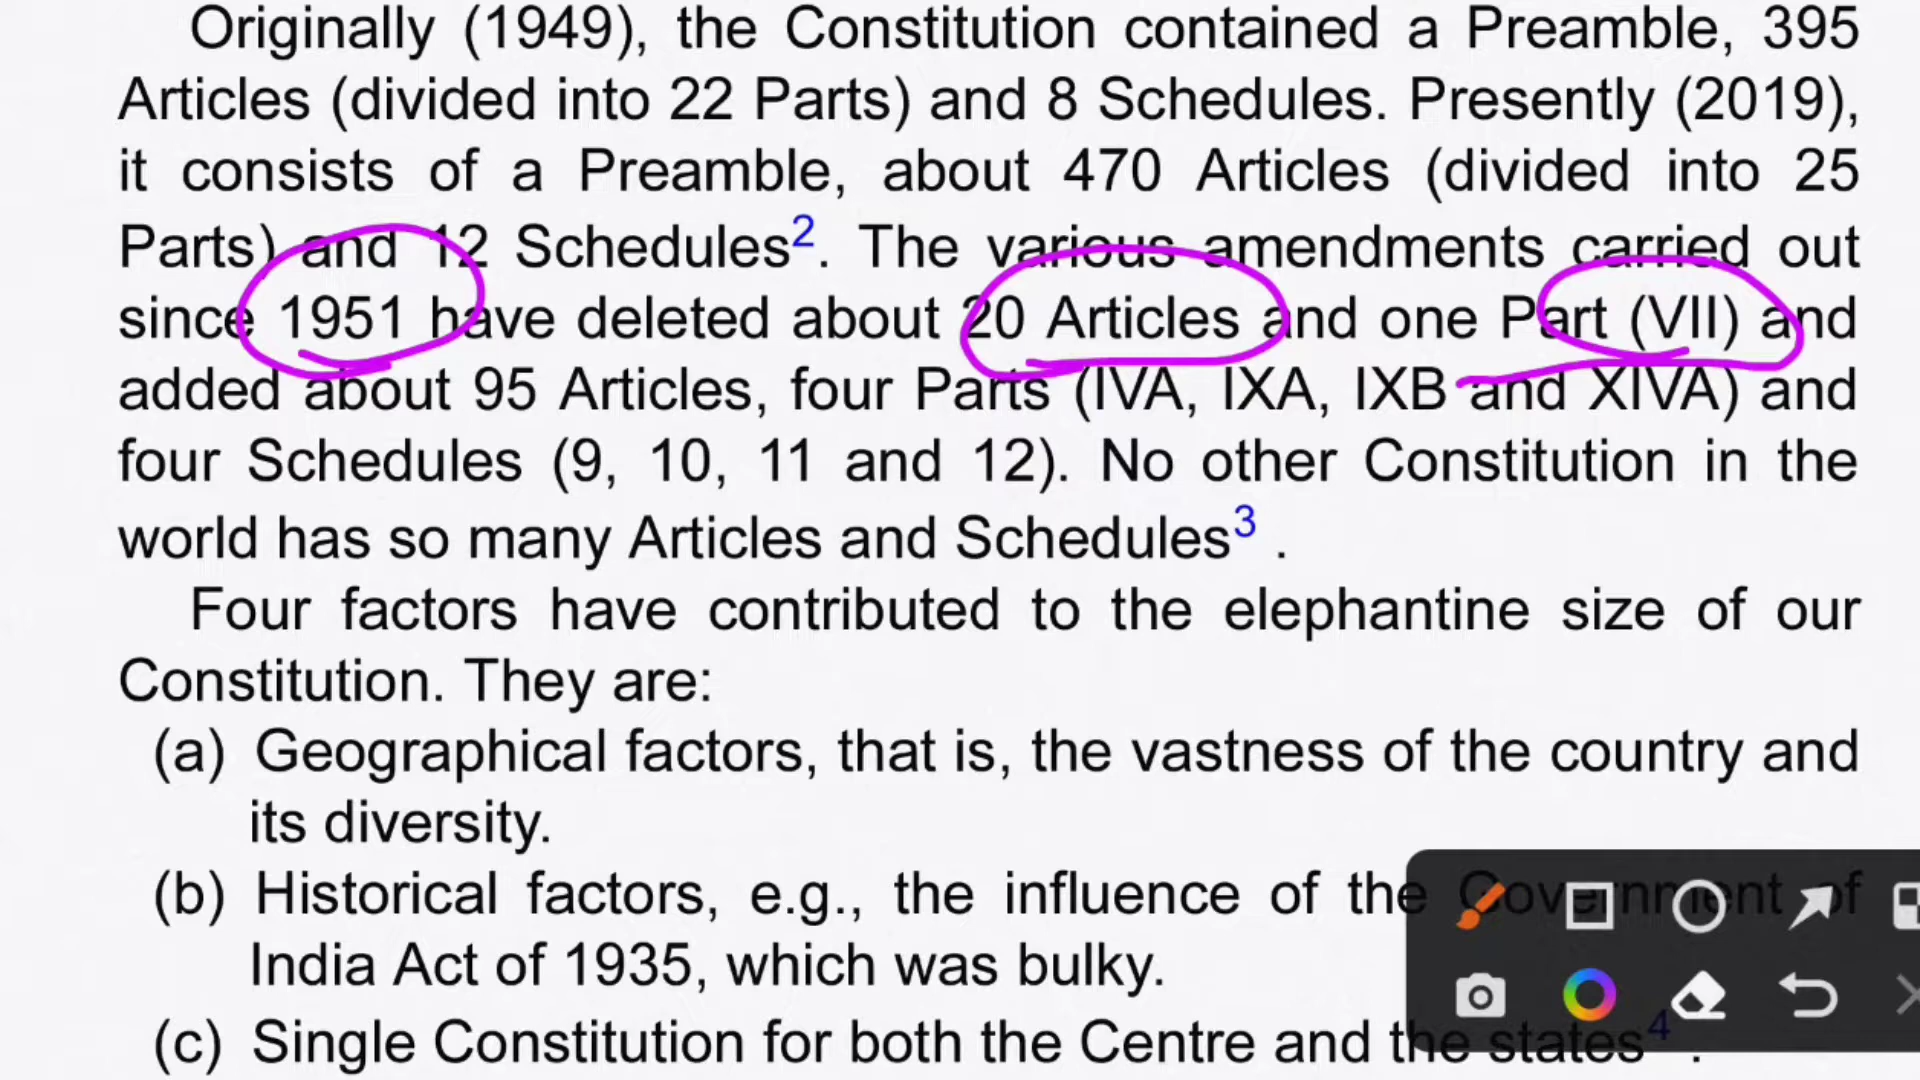 Originally (1949), the Constitution contained a Preamble, 395
Articles (divided into 22 Parts) and 8 Schedules. Presently (2019),
it consists of a Preamble, about 470 Articles (divided into 25
Parts) and 12 Schedules2. The various amendments carried out
since 1951 have deleted about 20 Articles and one Part (VII) and
added about 95 Articles, four Parts (IVA, IXA, IXB and XIVA) and
four Schedules (9, 10, 11 and 12). No other Constitution in the
world has so many Articles and Schedules3 .
Four factors have contributed to the elephantine size of our
Constitution. They are:
(a) Geographical factors, that is, the vastness of the country and
its diversity.
(b) Historical factors, e.g., the influence of the Government of
India Act of 1935, which was bulky.
(c) Single Constitution for both the Centre and the states4 .